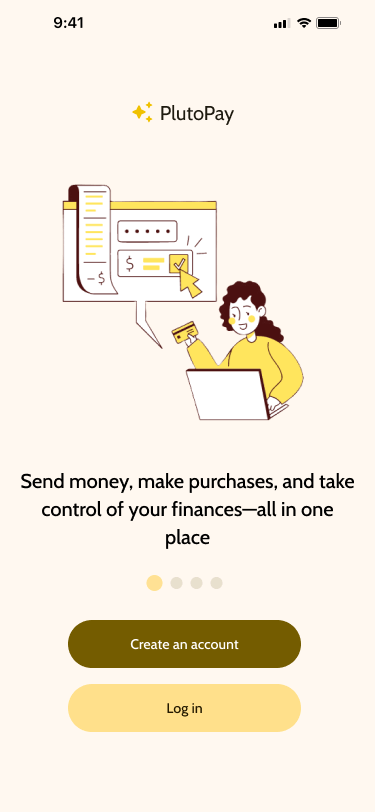 9:41
PlutoPay
-$
$
Send money, make purchases, and take
control of your finances—all in one
place
Create an account
Log in